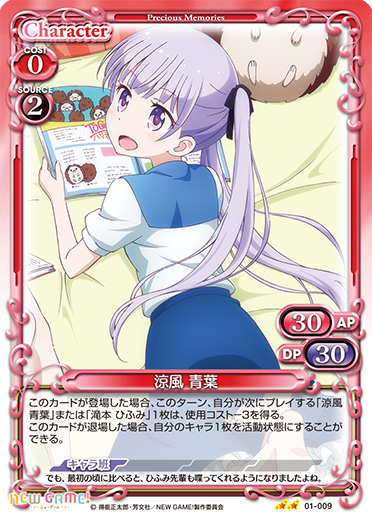 Precious Memories
Character
COST
0
SOURCE
2
30 AP
DP 30
涼風 青葉
このカードが登場した場合、このターン、自分が次にプレイする「涼風
青葉」または「滝本 ひふみ」1枚は、使用コスト－3を得る。
このカードが退場した場合、自分のキャラ1枚を活動状態にすることが
できる。
キャラ班
でも、最初の頃に比べると、ひふみ先輩も喋ってくれるようになりましたよね。
NEW GAME!
© 得能正太郎・芳文社／NEW GAME!製作委員会
01-009